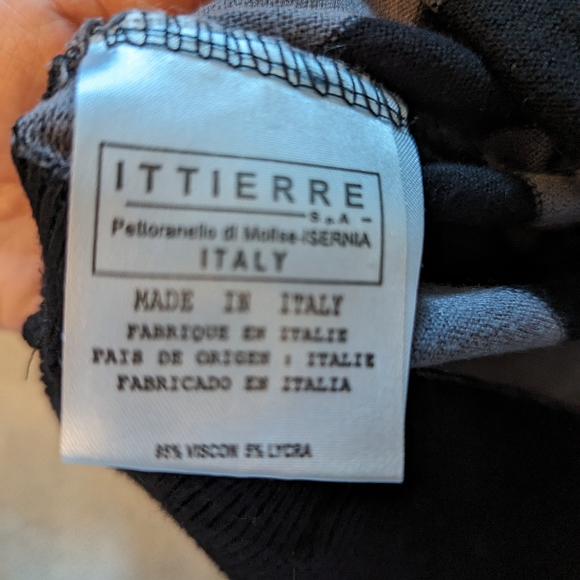 ITTIERRE
S.p.A.
Pettoranello di Molise-ISERNIA
ITALY
MADE IN ITALY
FABRIQUE EN ITALIE
PAIS DE ORIGEN : ITALIE
FABRICADO EN ITALIA
95% VISCON 5% LYCRA